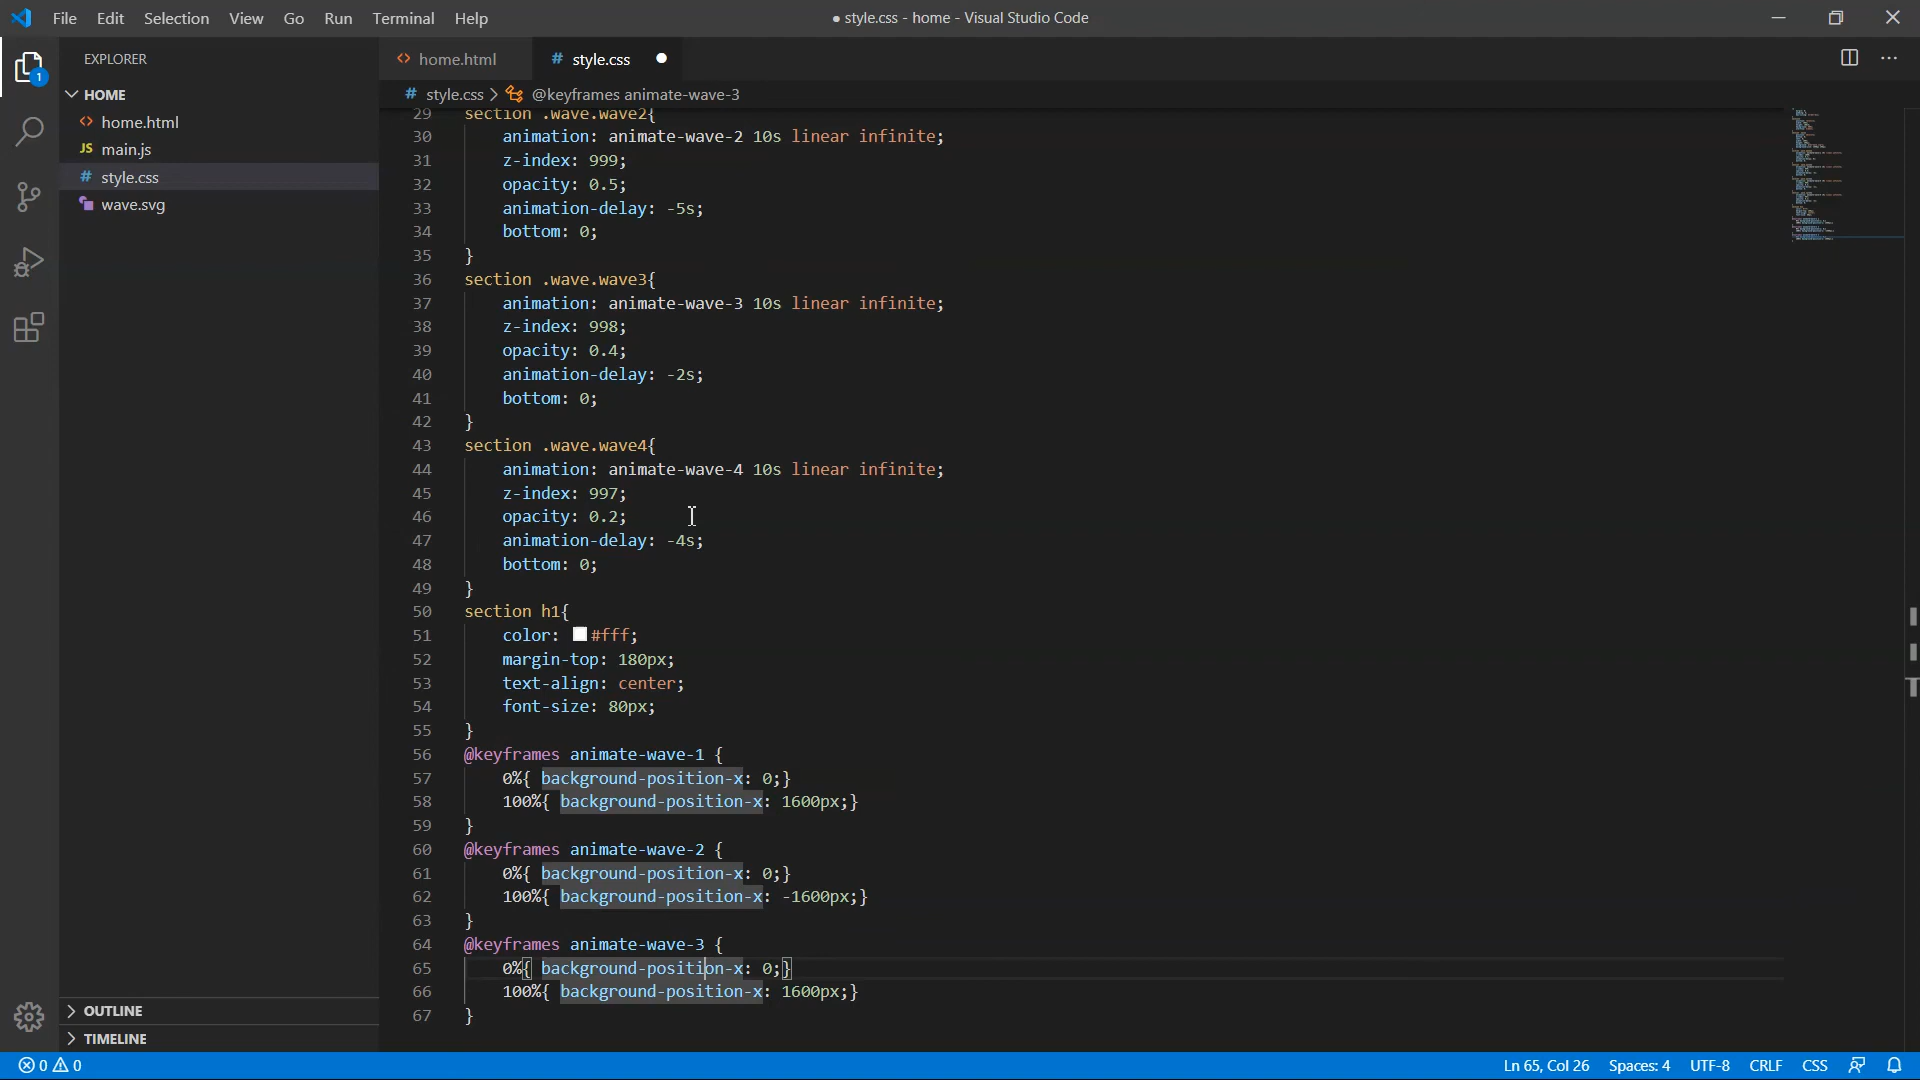 File Edit Selection View Go Run Terminal Help
● style.css - home - Visual Studio Code
EXPLORER
HOME
home.html
JS main.js
# style.css
wave.svg
OUTLINE
TIMELINE
1
home.html
# style.css
# style.css > @keyframes animate-wave-3
29 section .wave.wave2{
30 animation: animate-wave-2 10s linear infinite;
31 z-index: 999;
32 opacity: 0.5;
33 animation-delay: -5s;
34 bottom: 0;
35 }
36 section .wave.wave3{
37 animation: animate-wave-3 10s linear infinite;
38 z-index: 998;
39 opacity: 0.4;
40 animation-delay: -2s;
41 bottom: 0;
42 }
43 section .wave.wave4{
44 animation: animate-wave-4 10s linear infinite;
45 z-index: 997;
46 opacity: 0.2;
47 animation-delay: -4s;
48 bottom: 0;
49 }
50 section h1{
51 color: #fff;
52 margin-top: 180px;
53 text-align: center;
54 font-size: 80px;
55 }
56 @keyframes animate-wave-1 {
57 0%{ background-position-x: 0;}
58 100%{ background-position-x: 1600px;}
59 }
60 @keyframes animate-wave-2 {
61 0%{ background-position-x: 0;}
62 100%{ background-position-x: -1600px;}
63 }
64 @keyframes animate-wave-3 {
65 0%{ background-position-x: 0;}
66 100%{ background-position-x: 1600px;}
67 }
0 0
Ln 65, Col 26 Spaces: 4 UTF-8 CRLF CSS